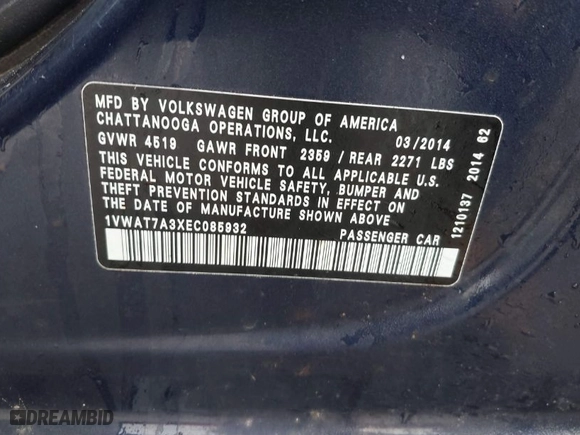 MFD BY VOLKSWAGEN GROUP OF AMERICA
CHATTANOOGA OPERATIONS, LLC. 03/2014
GVWR 4519 GAWR FRONT 2359 / REAR 2271 LBS
THIS VEHICLE CONFORMS TO ALL APPLICABLE U.S.
FEDERAL MOTOR VEHICLE SAFETY, BUMPER AND
THEFT PREVENTION STANDARDS IN EFFECT ON
THE DATE OF MANUFACTURE SHOWN ABOVE
1VWAT7A3XEC085932 PASSENGER CAR
1210137 2014 62
DREAMBID